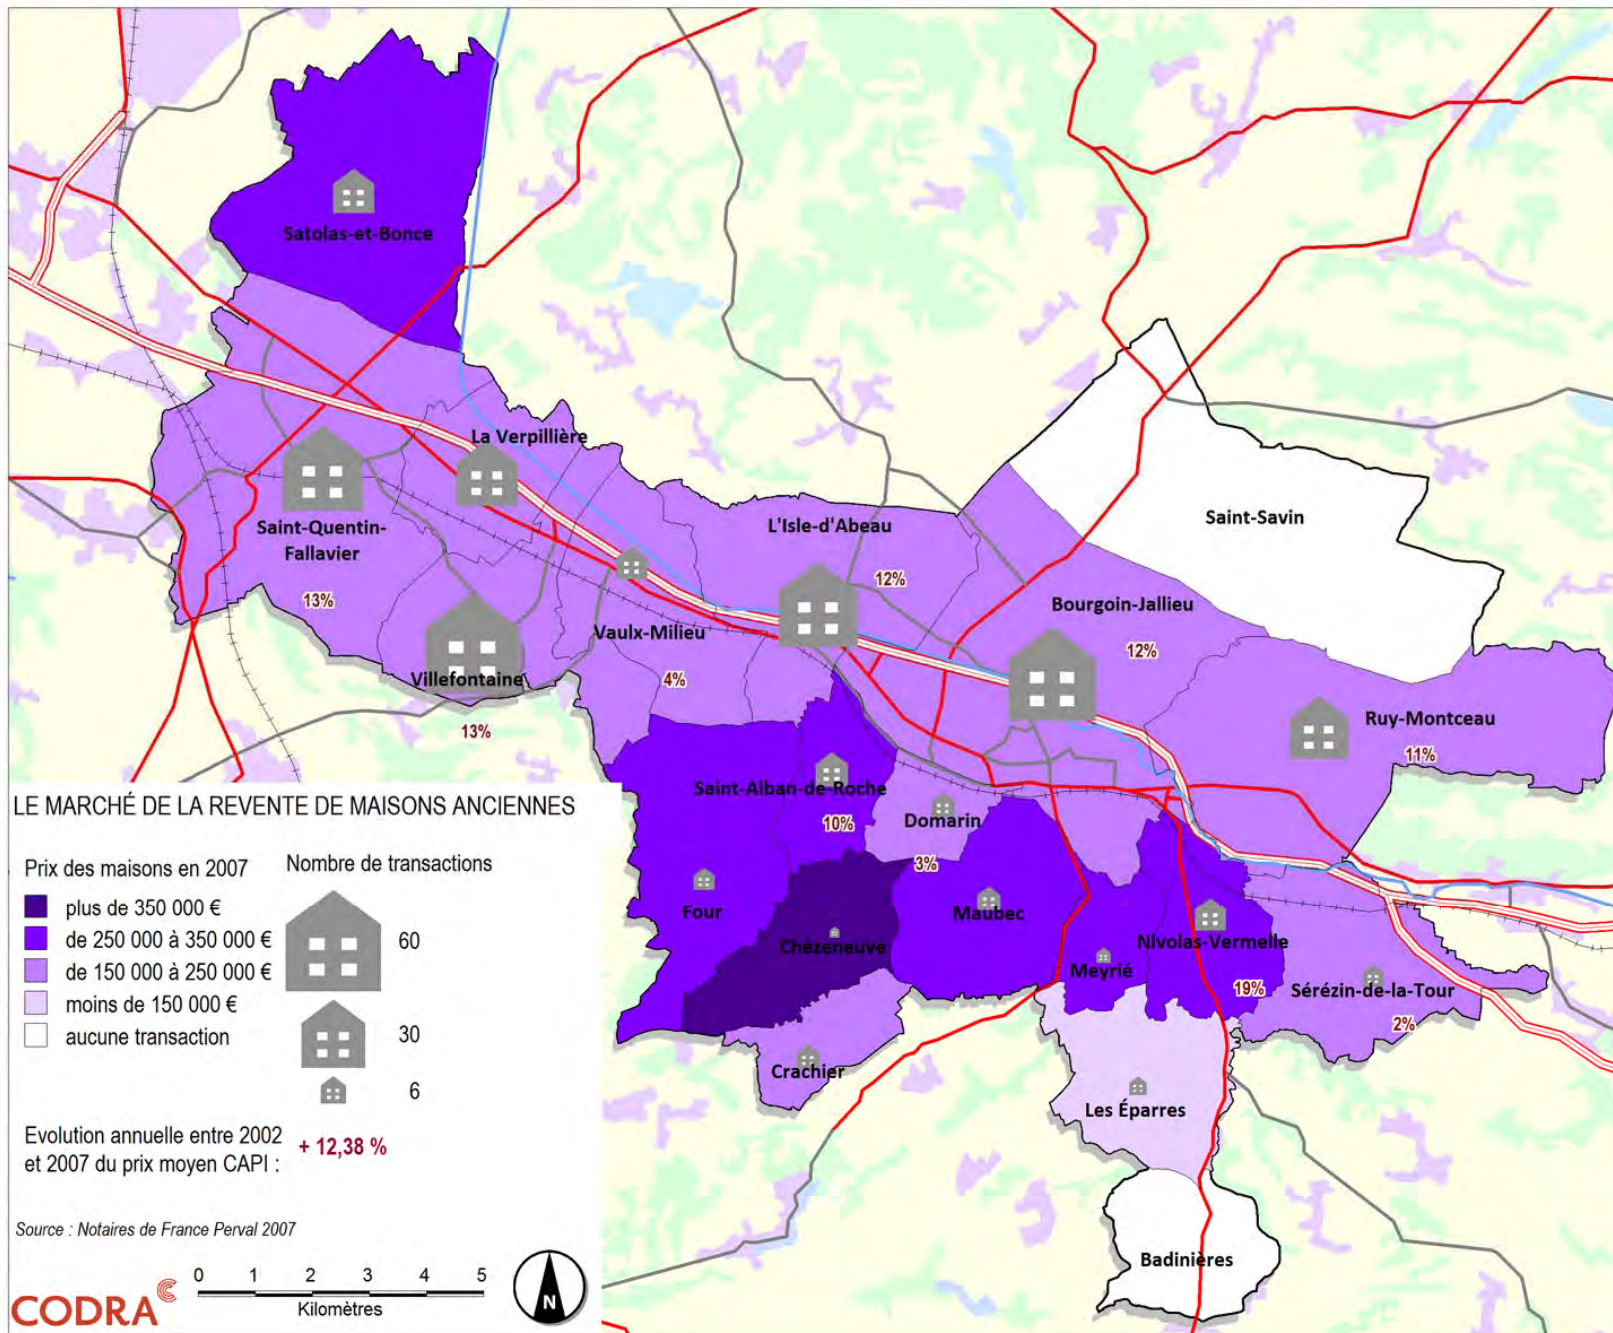 Satolas-et-Bonce
La Verpillière
Saint-Quentin-
Fallavier
13%
L'Isle-d'Abeau
12%
Saint-Savin
Bourgoin-Jallieu
12%
Vaulx-Milieu
4%
Villefontaine
13%
Ruy-Montceau
11%
Saint-Alban-de-Roche
10%
Domarin
3%
Four
Chèzeneuve
Maubec
Meyrié
Nivolas-Vermelle
19%
Sérézin-de-la-Tour
2%
Crachier
Les Éparres
Badinières
LE MARCHÉ DE LA REVENTE DE MAISONS ANCIENNES
Prix des maisons en 2007
plus de 350 000 €
de 250 000 à 350 000 €
de 150 000 à 250 000 €
moins de 150 000 €
aucune transaction
Nombre de transactions
60
30
6
Evolution annuelle entre 2002
et 2007 du prix moyen CAPI :
+ 12,38 %
Source : Notaires de France Perval 2007
CODRA
0 1 2 3 4 5
Kilomètres
N